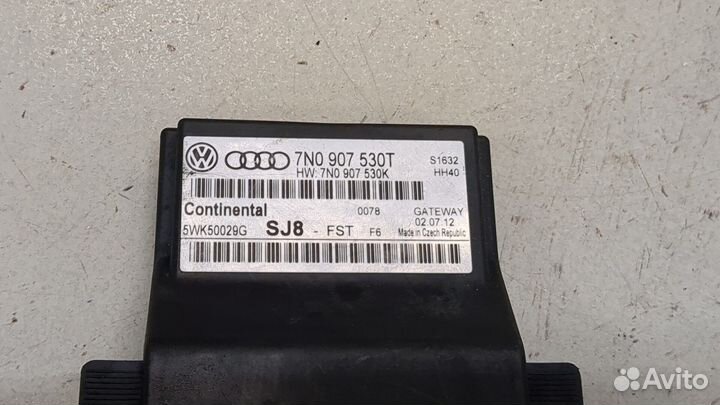 7N0 907 530T S1632
HW: 7N0 907 530K HH40
Continental 0078 GATEWAY
02.07.12
5WK50029G SJ8 - FST F6 Made in Czech Republic
Avito